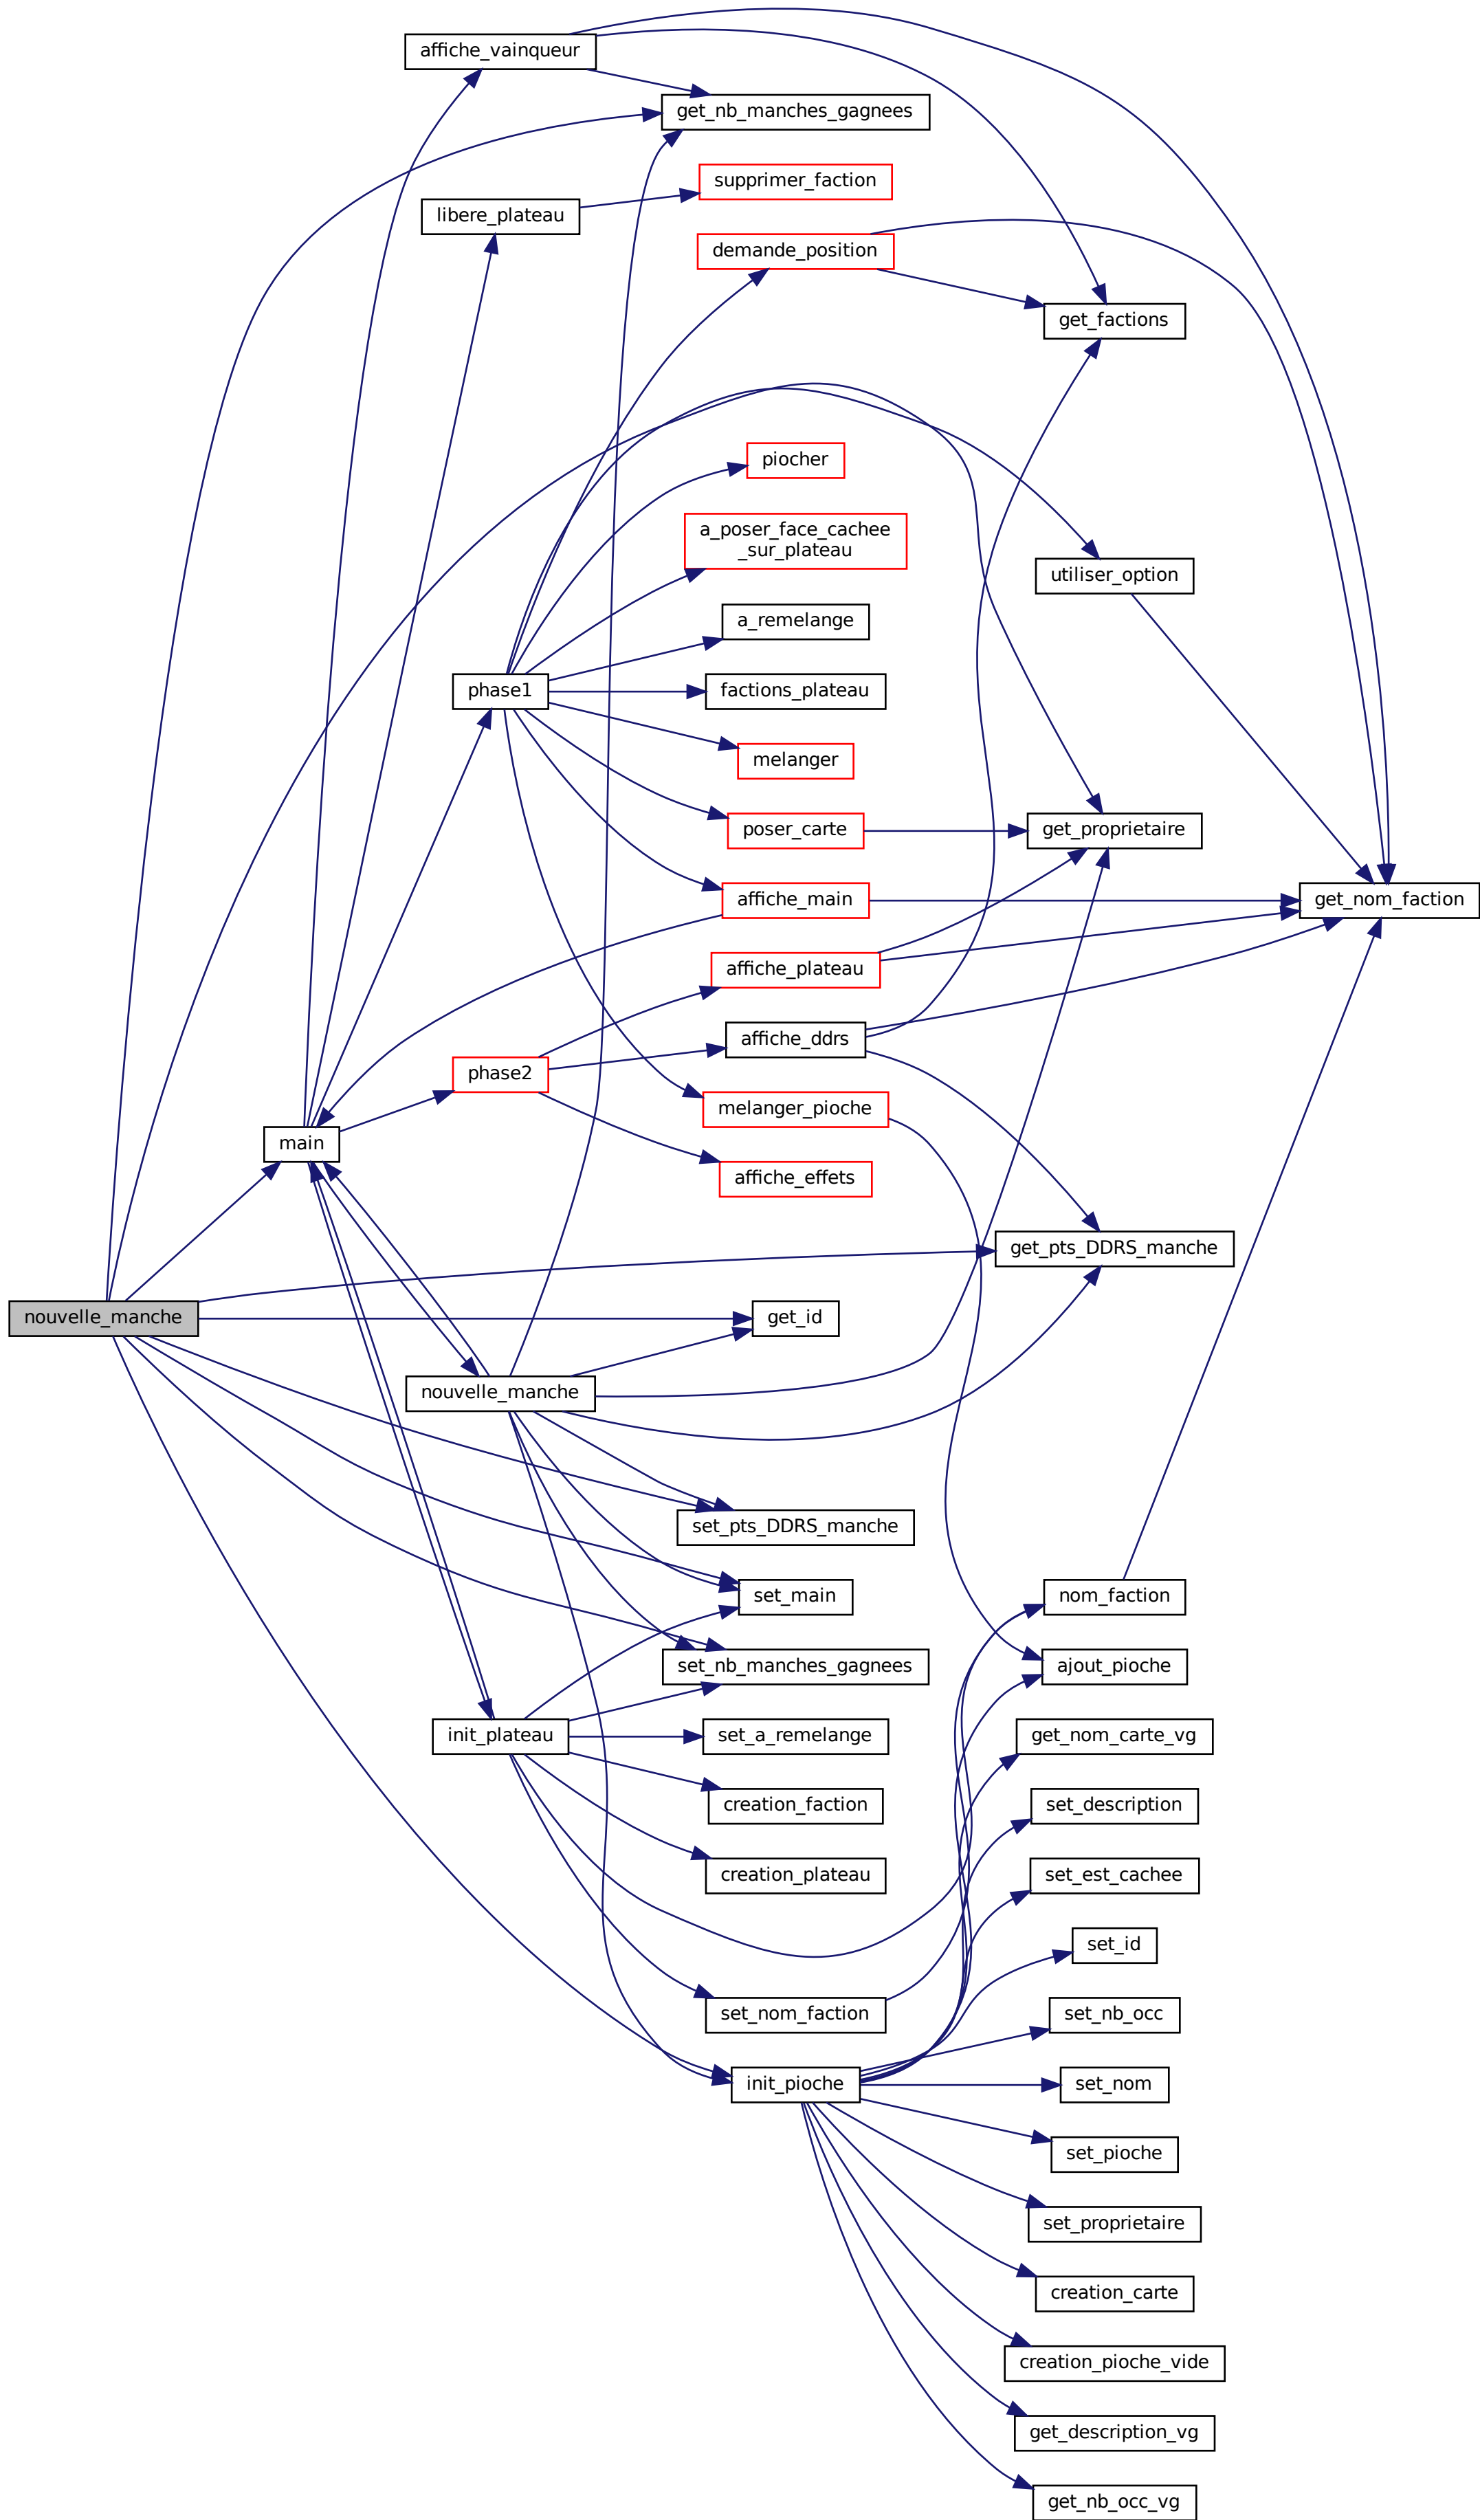 affiche_vainqueur
get_nb_manches_gagnees
supprimer_faction
libere_plateau
demande_position
get_factions
piocher
a_poser_face_cachee
_sur_plateau
utiliser_option
a_remelange
phase1
factions_plateau
melanger
poser_carte
get_proprietaire
affiche_main
get_nom_faction
affiche_plateau
affiche_ddrs
phase2
melanger_pioche
main
affiche_effets
get_pts_DDRS_manche
nouvelle_manche
get_id
nouvelle_manche
set_pts_DDRS_manche
set_main
nom_faction
set_nb_manches_gagnees
ajout_pioche
init_plateau
set_a_remelange
get_nom_carte_vg
creation_faction
set_description
creation_plateau
set_est_cachee
set_id
set_nom_faction
set_nb_occ
init_pioche
set_nom
set_pioche
set_proprietaire
creation_carte
creation_pioche_vide
get_description_vg
get_nb_occ_vg